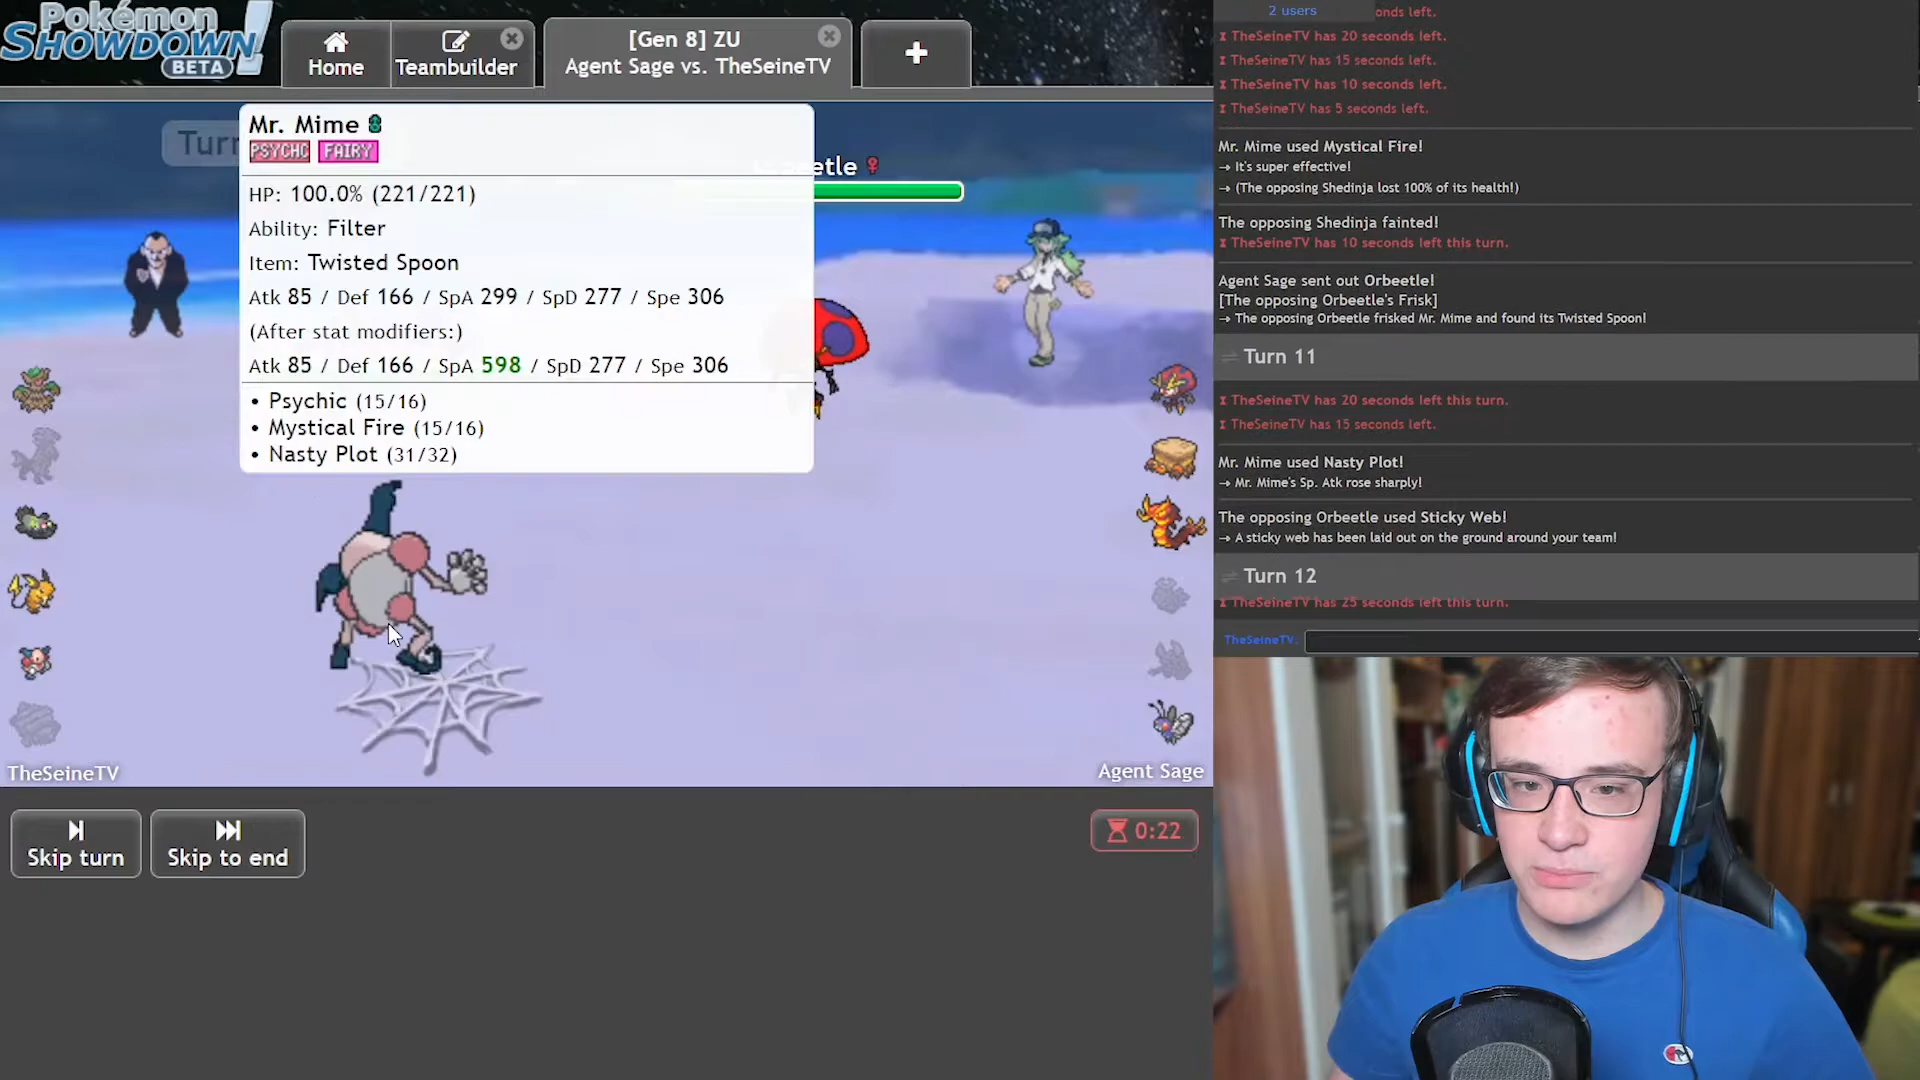 Pokémon
SHOWDOWN!
BETA
Home
Teambuilder
[Gen 8] ZU
Agent Sage vs. TheSeineTV
Turn
Mr. Mime
PSYCHC FAIRY
HP: 100.0% (221/221)
Ability: Filter
Item: Twisted Spoon
Atk 85 / Def 166 / SpA 299 / SpD 277 / Spe 306
(After stat modifiers:)
Atk 85 / Def 166 / SpA 598 / SpD 277 / Spe 306
• Psychic (15/16)
• Mystical Fire (15/16)
• Nasty Plot (31/32)
eetle
TheSeineTV
Agent Sage
Skip turn
Skip to end
0:22
2 users
onds left.
TheSeineTV has 20 seconds left.
TheSeineTV has 15 seconds left.
TheSeineTV has 10 seconds left.
TheSeineTV has 5 seconds left.
Mr. Mime used Mystical Fire!
→ It's super effective!
→ (The opposing Shedinja lost 100% of its health!)
The opposing Shedinja fainted!
TheSeineTV has 10 seconds left this turn.
Agent Sage sent out Orbeetle!
[The opposing Orbeetle's Frisk]
→ The opposing Orbeetle frisked Mr. Mime and found its Twisted Spoon!
Turn 11
TheSeineTV has 20 seconds left this turn.
TheSeineTV has 15 seconds left.
Mr. Mime used Nasty Plot!
→ Mr. Mime's Sp. Atk rose sharply!
The opposing Orbeetle used Sticky Web!
→ A sticky web has been laid out on the ground around your team!
Turn 12
TheSeineTV has 25 seconds left this turn.
TheSeineTV: